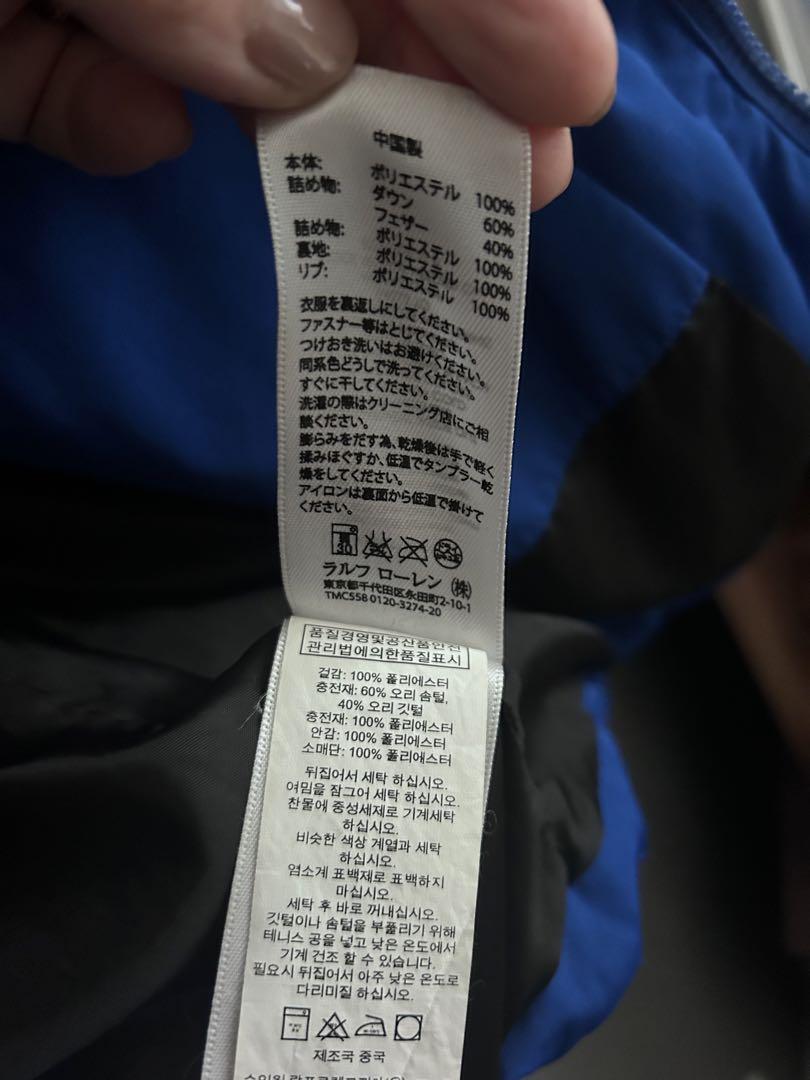 中国製
本体: ポリエステル 100%
詰め物: ダウン 60%
フェザー 40%
詰め物: ポリエステル 100%
裏地: ポリエステル 100%
リブ: ポリエステル 100%
衣服を裏返しにしてください。
ファスナー等はとじてください。
つけおき洗いはお避けください。
同系色どうしで洗ってください。
すぐに干してください。
洗濯の際はクリーニング店にご相
談ください。
膨らみをだす為、乾燥後は手で軽く
揉みほぐすか、低温でタンブラー乾
燥をしてください。
アイロンは裏面から低温で掛けて
ください。
30
ラルフ ローレン (株)
東京都千代田区永田町2-10-1
TMC558 0120-3274-20
품질경영및공산품안전
관리법에의한품질표시
겉감: 100% 폴리에스터
충전재: 60% 오리 솜털,
40% 오리 깃털
충전재: 100% 폴리에스터
안감: 100% 폴리에스터
소매단: 100% 폴리에스터
뒤집어서 세탁 하십시오.
여밈을 잠그어 세탁 하십시오.
찬물에 중성세제로 기계세탁
하십시오.
비슷한 색상 계열과 세탁
하십시오.
염소계 표백제로 표백하지
마십시오.
세탁 후 바로 꺼내십시오.
깃털이나 솜털을 부풀리기 위해
테니스 공을 넣고 낮은 온도에서
기계 건조 할 수 있습니다.
필요시 뒤집어서 아주 낮은 온도로
다리미질 하십시오.
제조국 중국